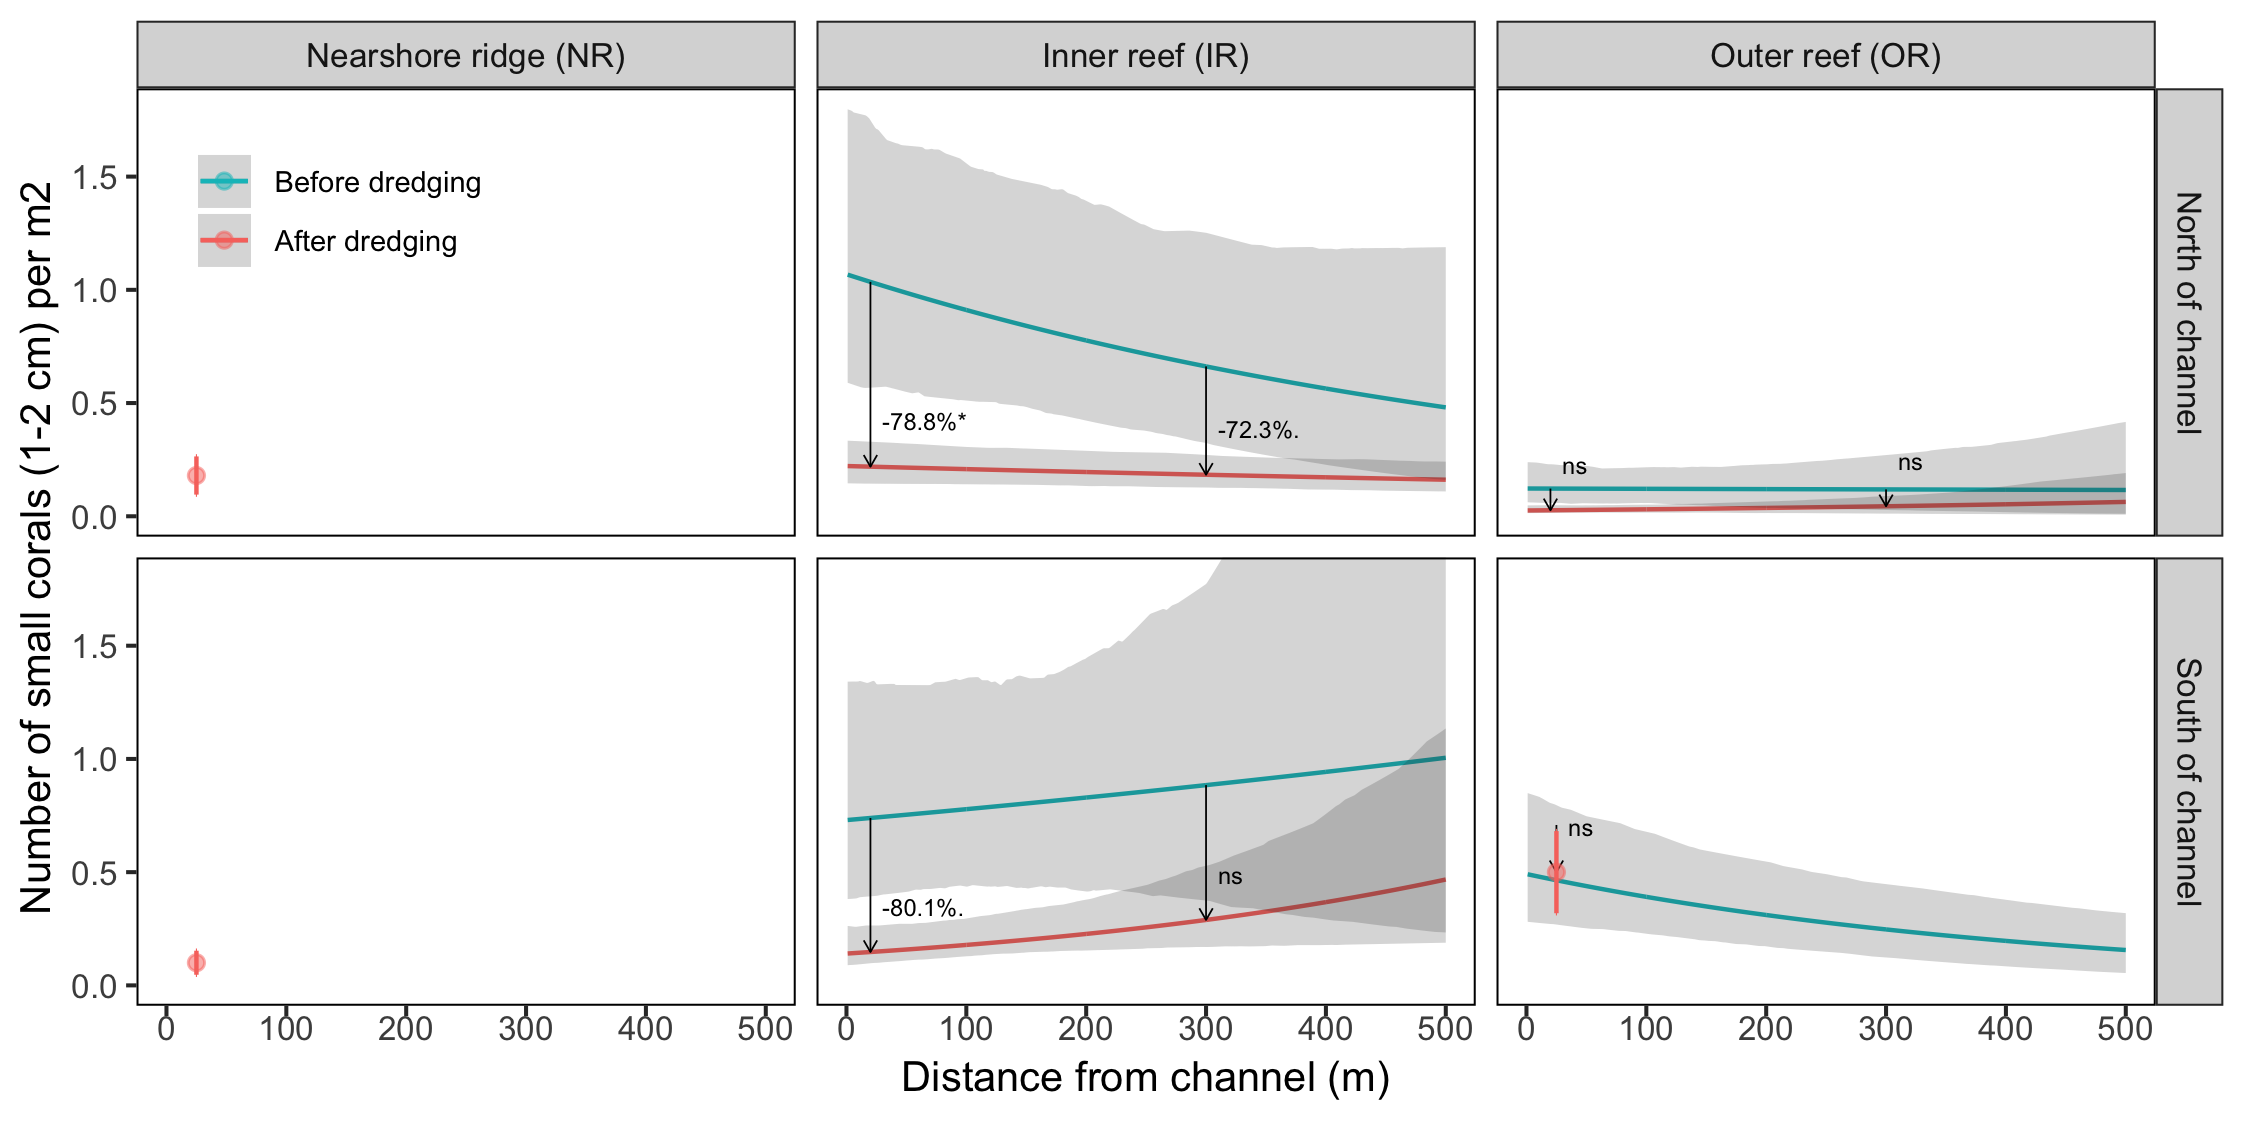 Nearshore ridge (NR)
Inner reef (IR)
Outer reef (OR)
Number of small corals (1-2 cm) per m2
1.5
1.0
0.5
0.0
Before dredging
After dredging
-78.8%*
-72.3%.
ns
ns
North of channel
1.5
1.0
0.5
0.0
-80.1%.
ns
ns
South of channel
0 100 200 300 400 500
0 100 200 300 400 500
0 100 200 300 400 500
Distance from channel (m)